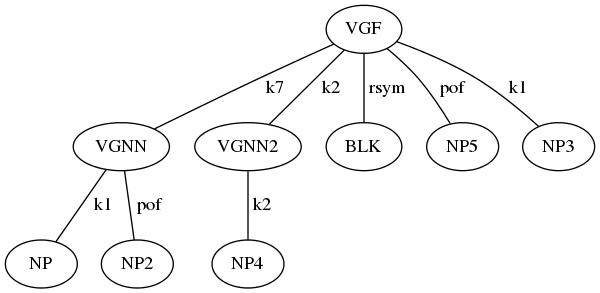 VGF
k7 k2 rsym pof k1
VGNN VGNN2 BLK NP5 NP3
k1 pof k2
NP NP2 NP4